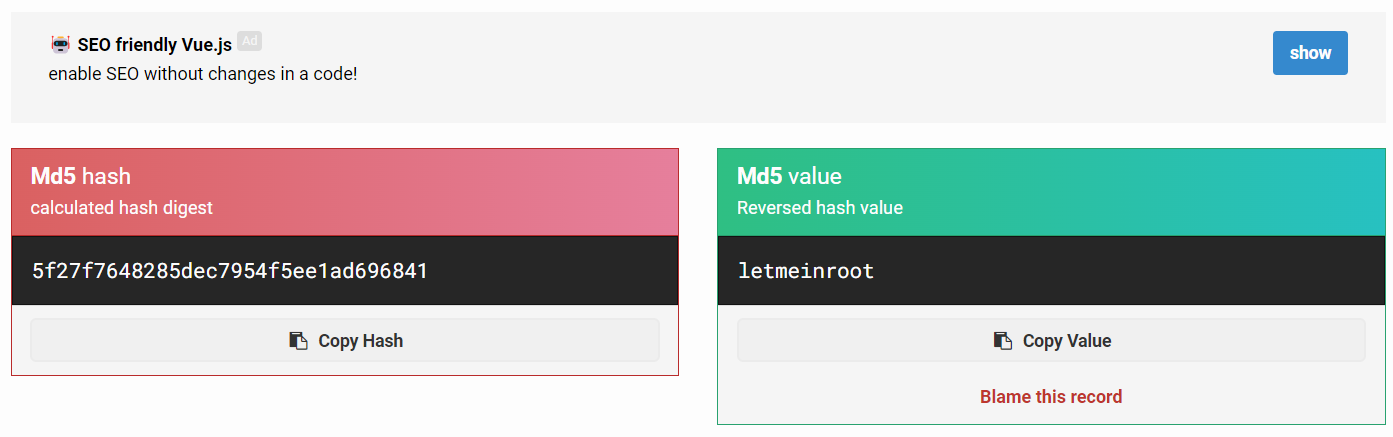 SEO friendly Vue.js Ad
enable SEO without changes in a code!
show
Md5 hash
calculated hash digest
5f27f7648285dec7954f5ee1ad696841
Copy Hash
Md5 value
Reversed hash value
letmeinroot
Copy Value
Blame this record